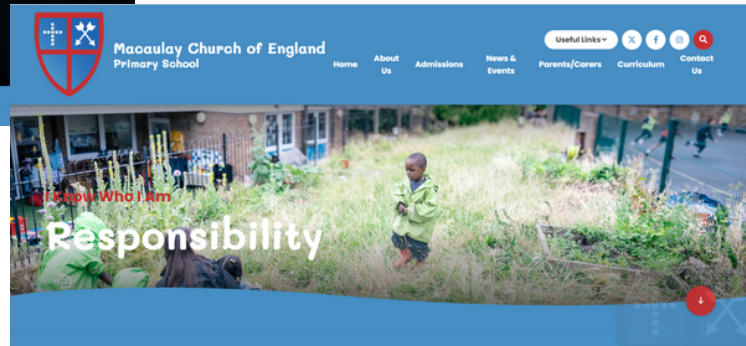 Macaulay Church of England
Primary School
Useful Links
Home
About
Us
Admissions
News &
Events
Parents/Carers
Curriculum
Contact
Us
I Know Who I Am
Responsibility